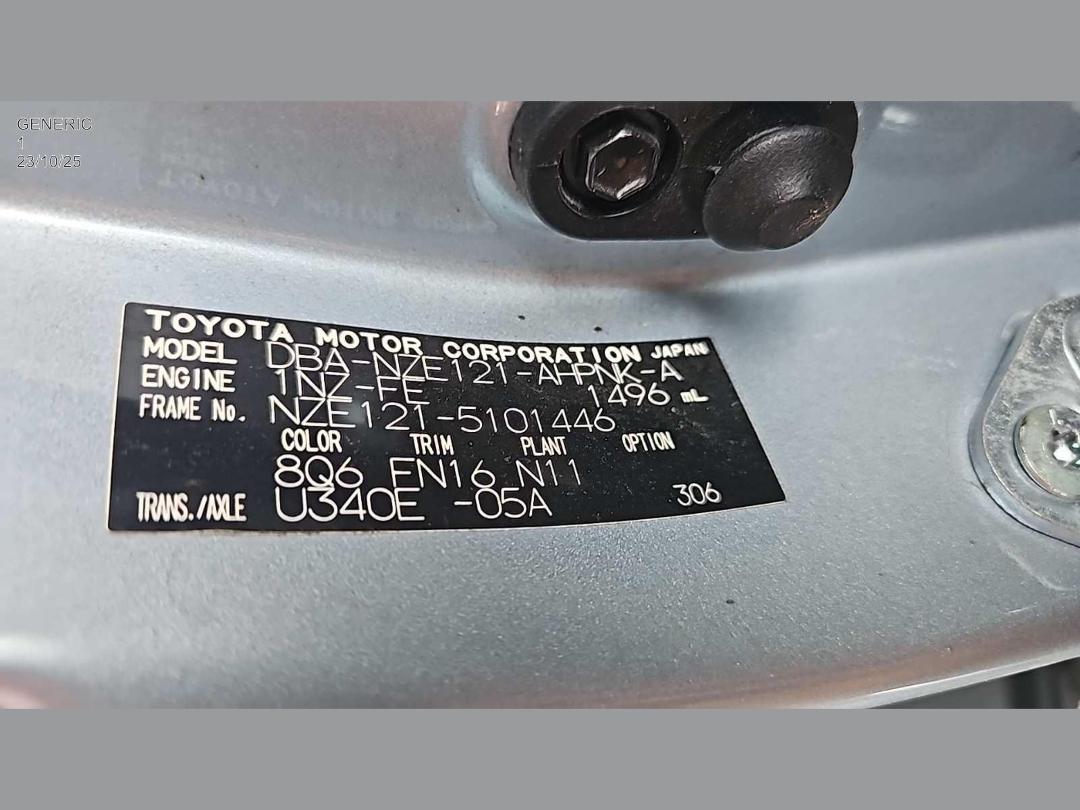 GENERIC
1
23/10/25
TOYOTA MOTOR CORPORATION JAPAN
MODEL DBA-NZE121-AHPNK-A
ENGINE 1NZ-FE 1496 mL
FRAME No. NZE121-5101446
COLOR TRIM PLANT OPTION
8Q6 EN16 N11
TRANS./AXLE U340E -05A 306